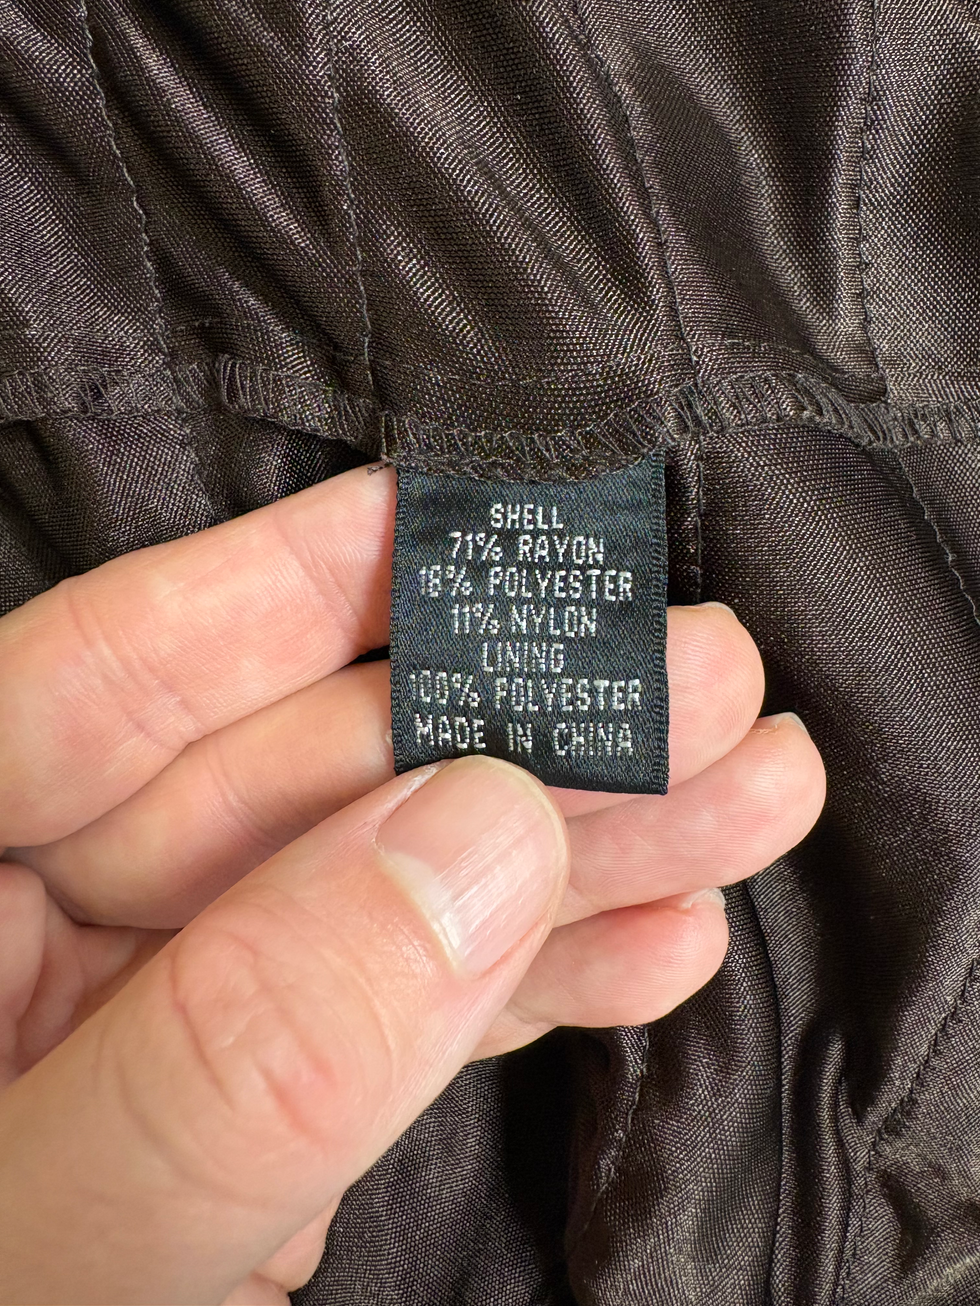 SHELL
71% RAYON
18% POLYESTER
11% NYLON
LINING
100% POLYESTER
MADE IN CHINA